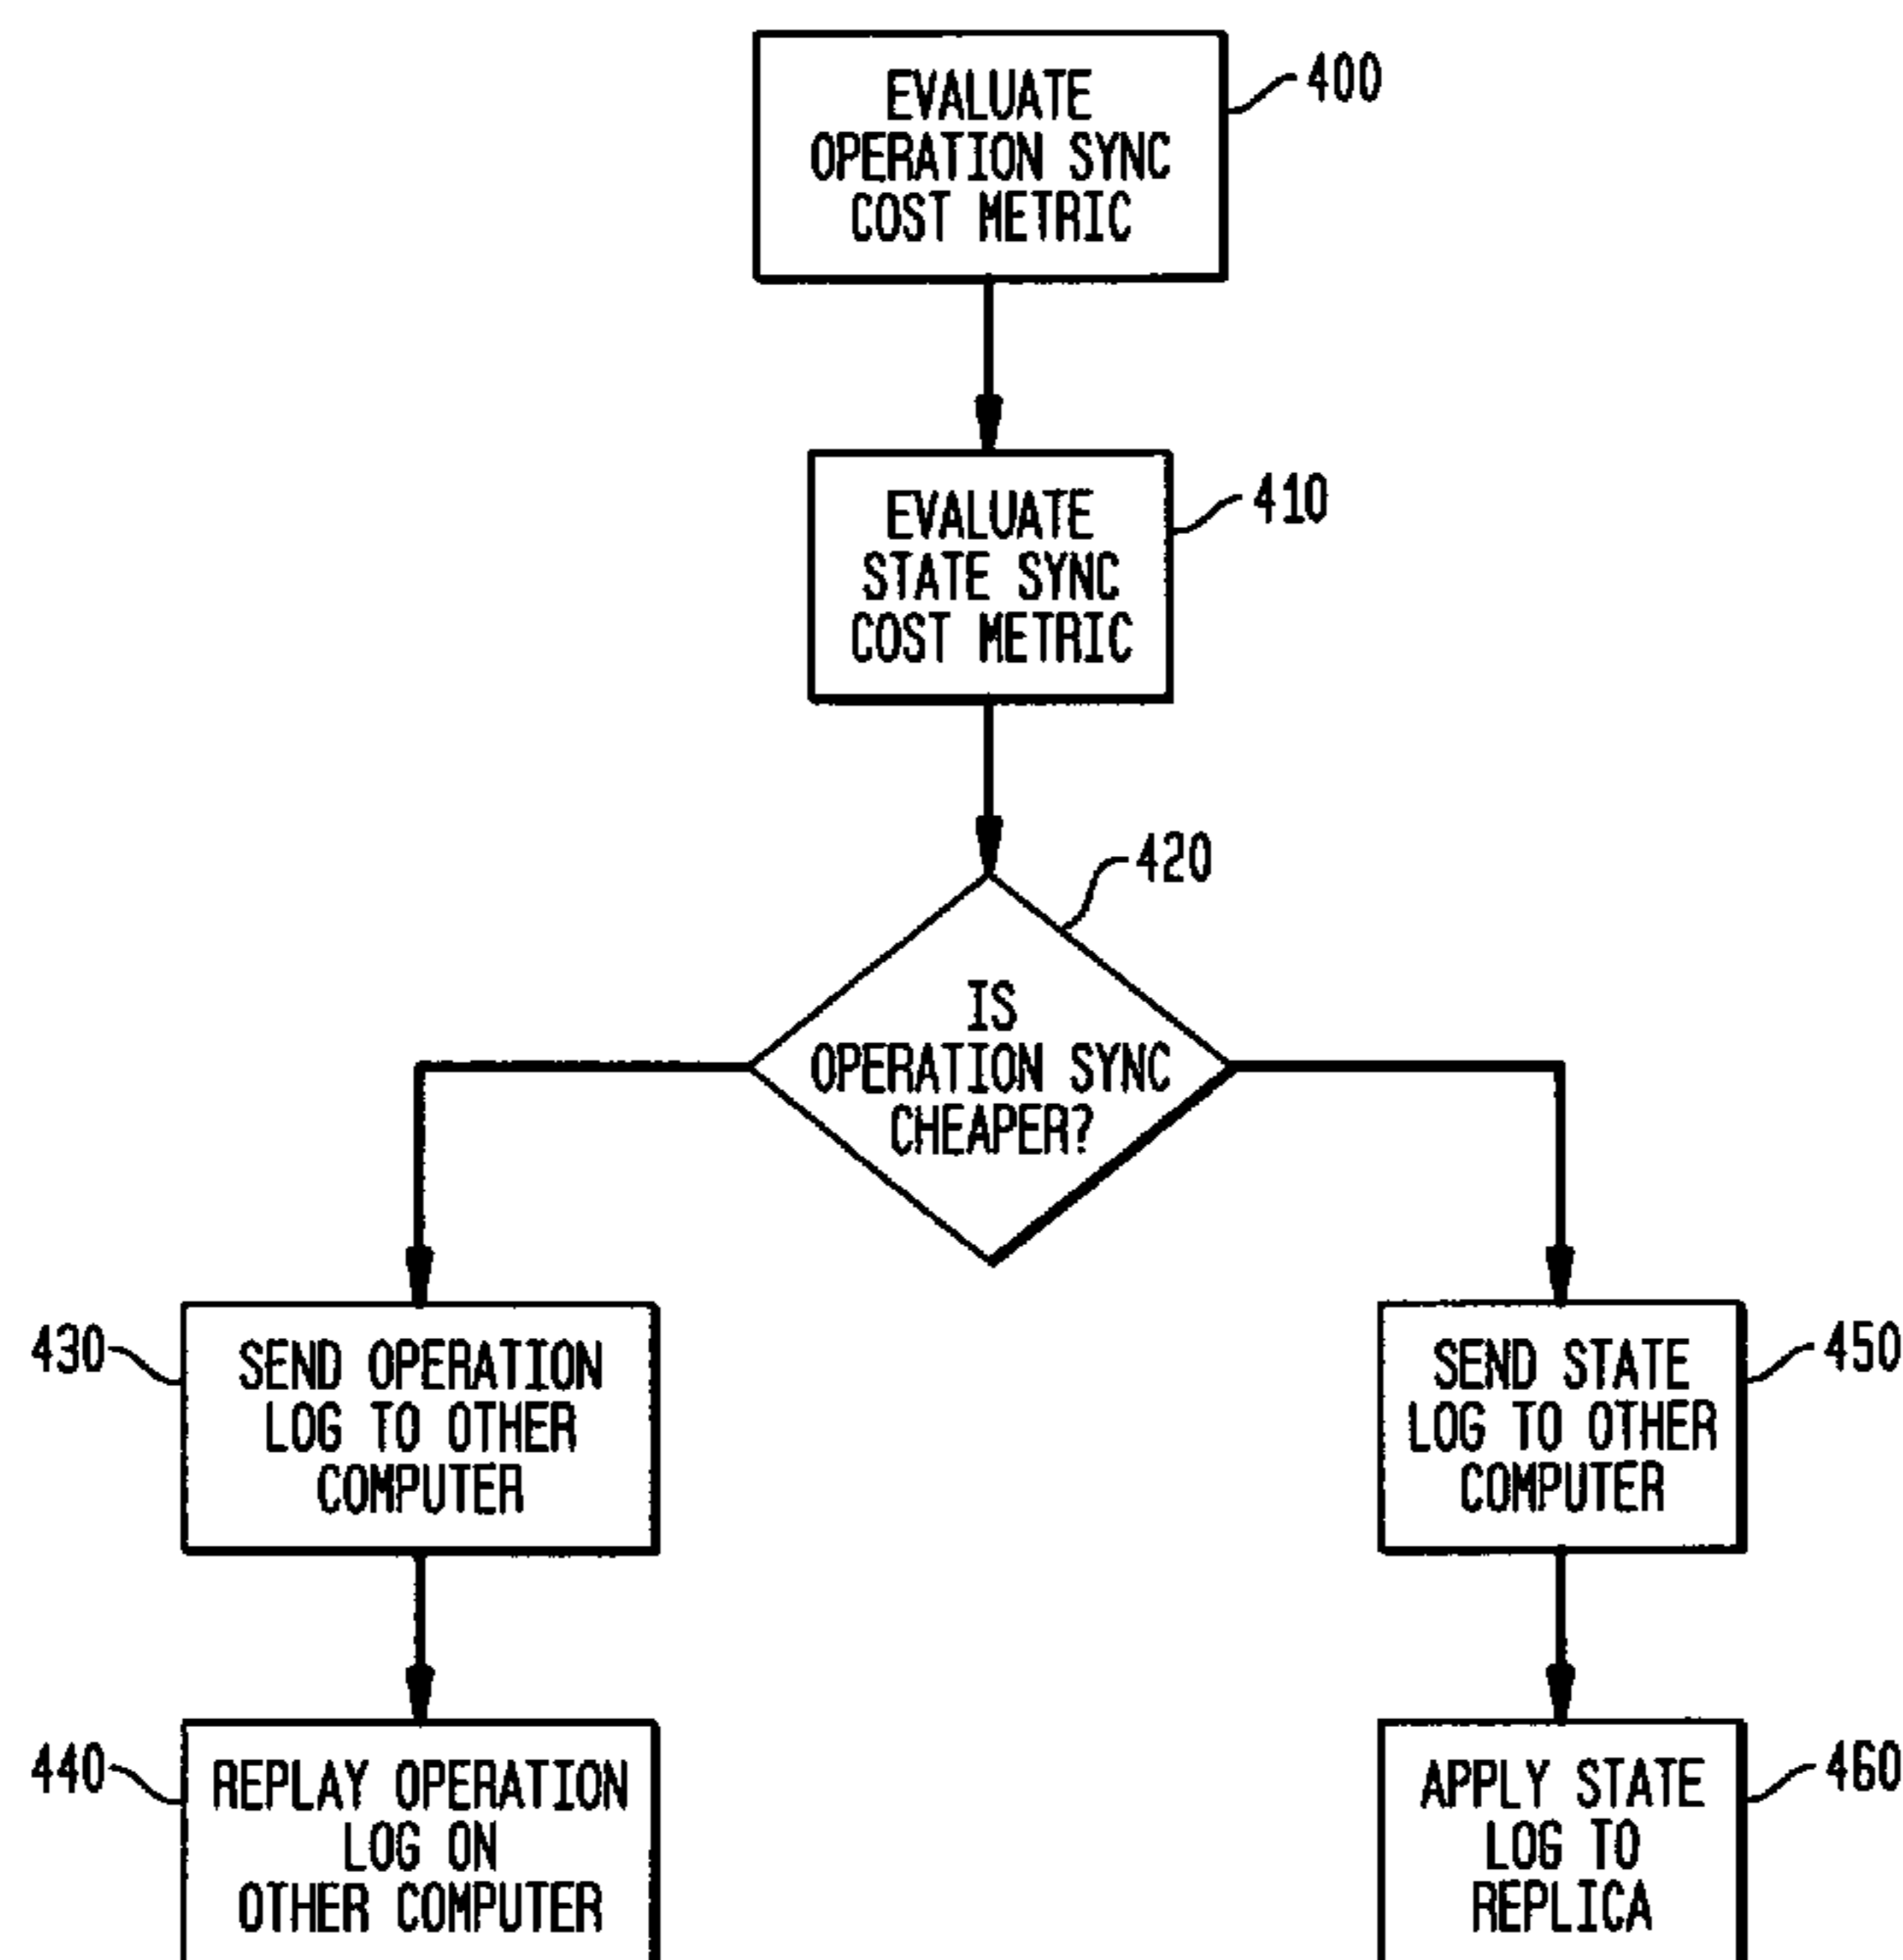 EVALUATE
OPERATION SYNC
COST METRIC
400
EVALUATE
STATE SYNC
COST METRIC
410
420
IS
OPERATION SYNC
CHEAPER?
430
SEND OPERATION
LOG TO OTHER
COMPUTER
SEND STATE
LOG TO OTHER
COMPUTER
450
440
REPLAY OPERATION
LOG ON
OTHER COMPUTER
APPLY STATE
LOG TO
REPLICA
460